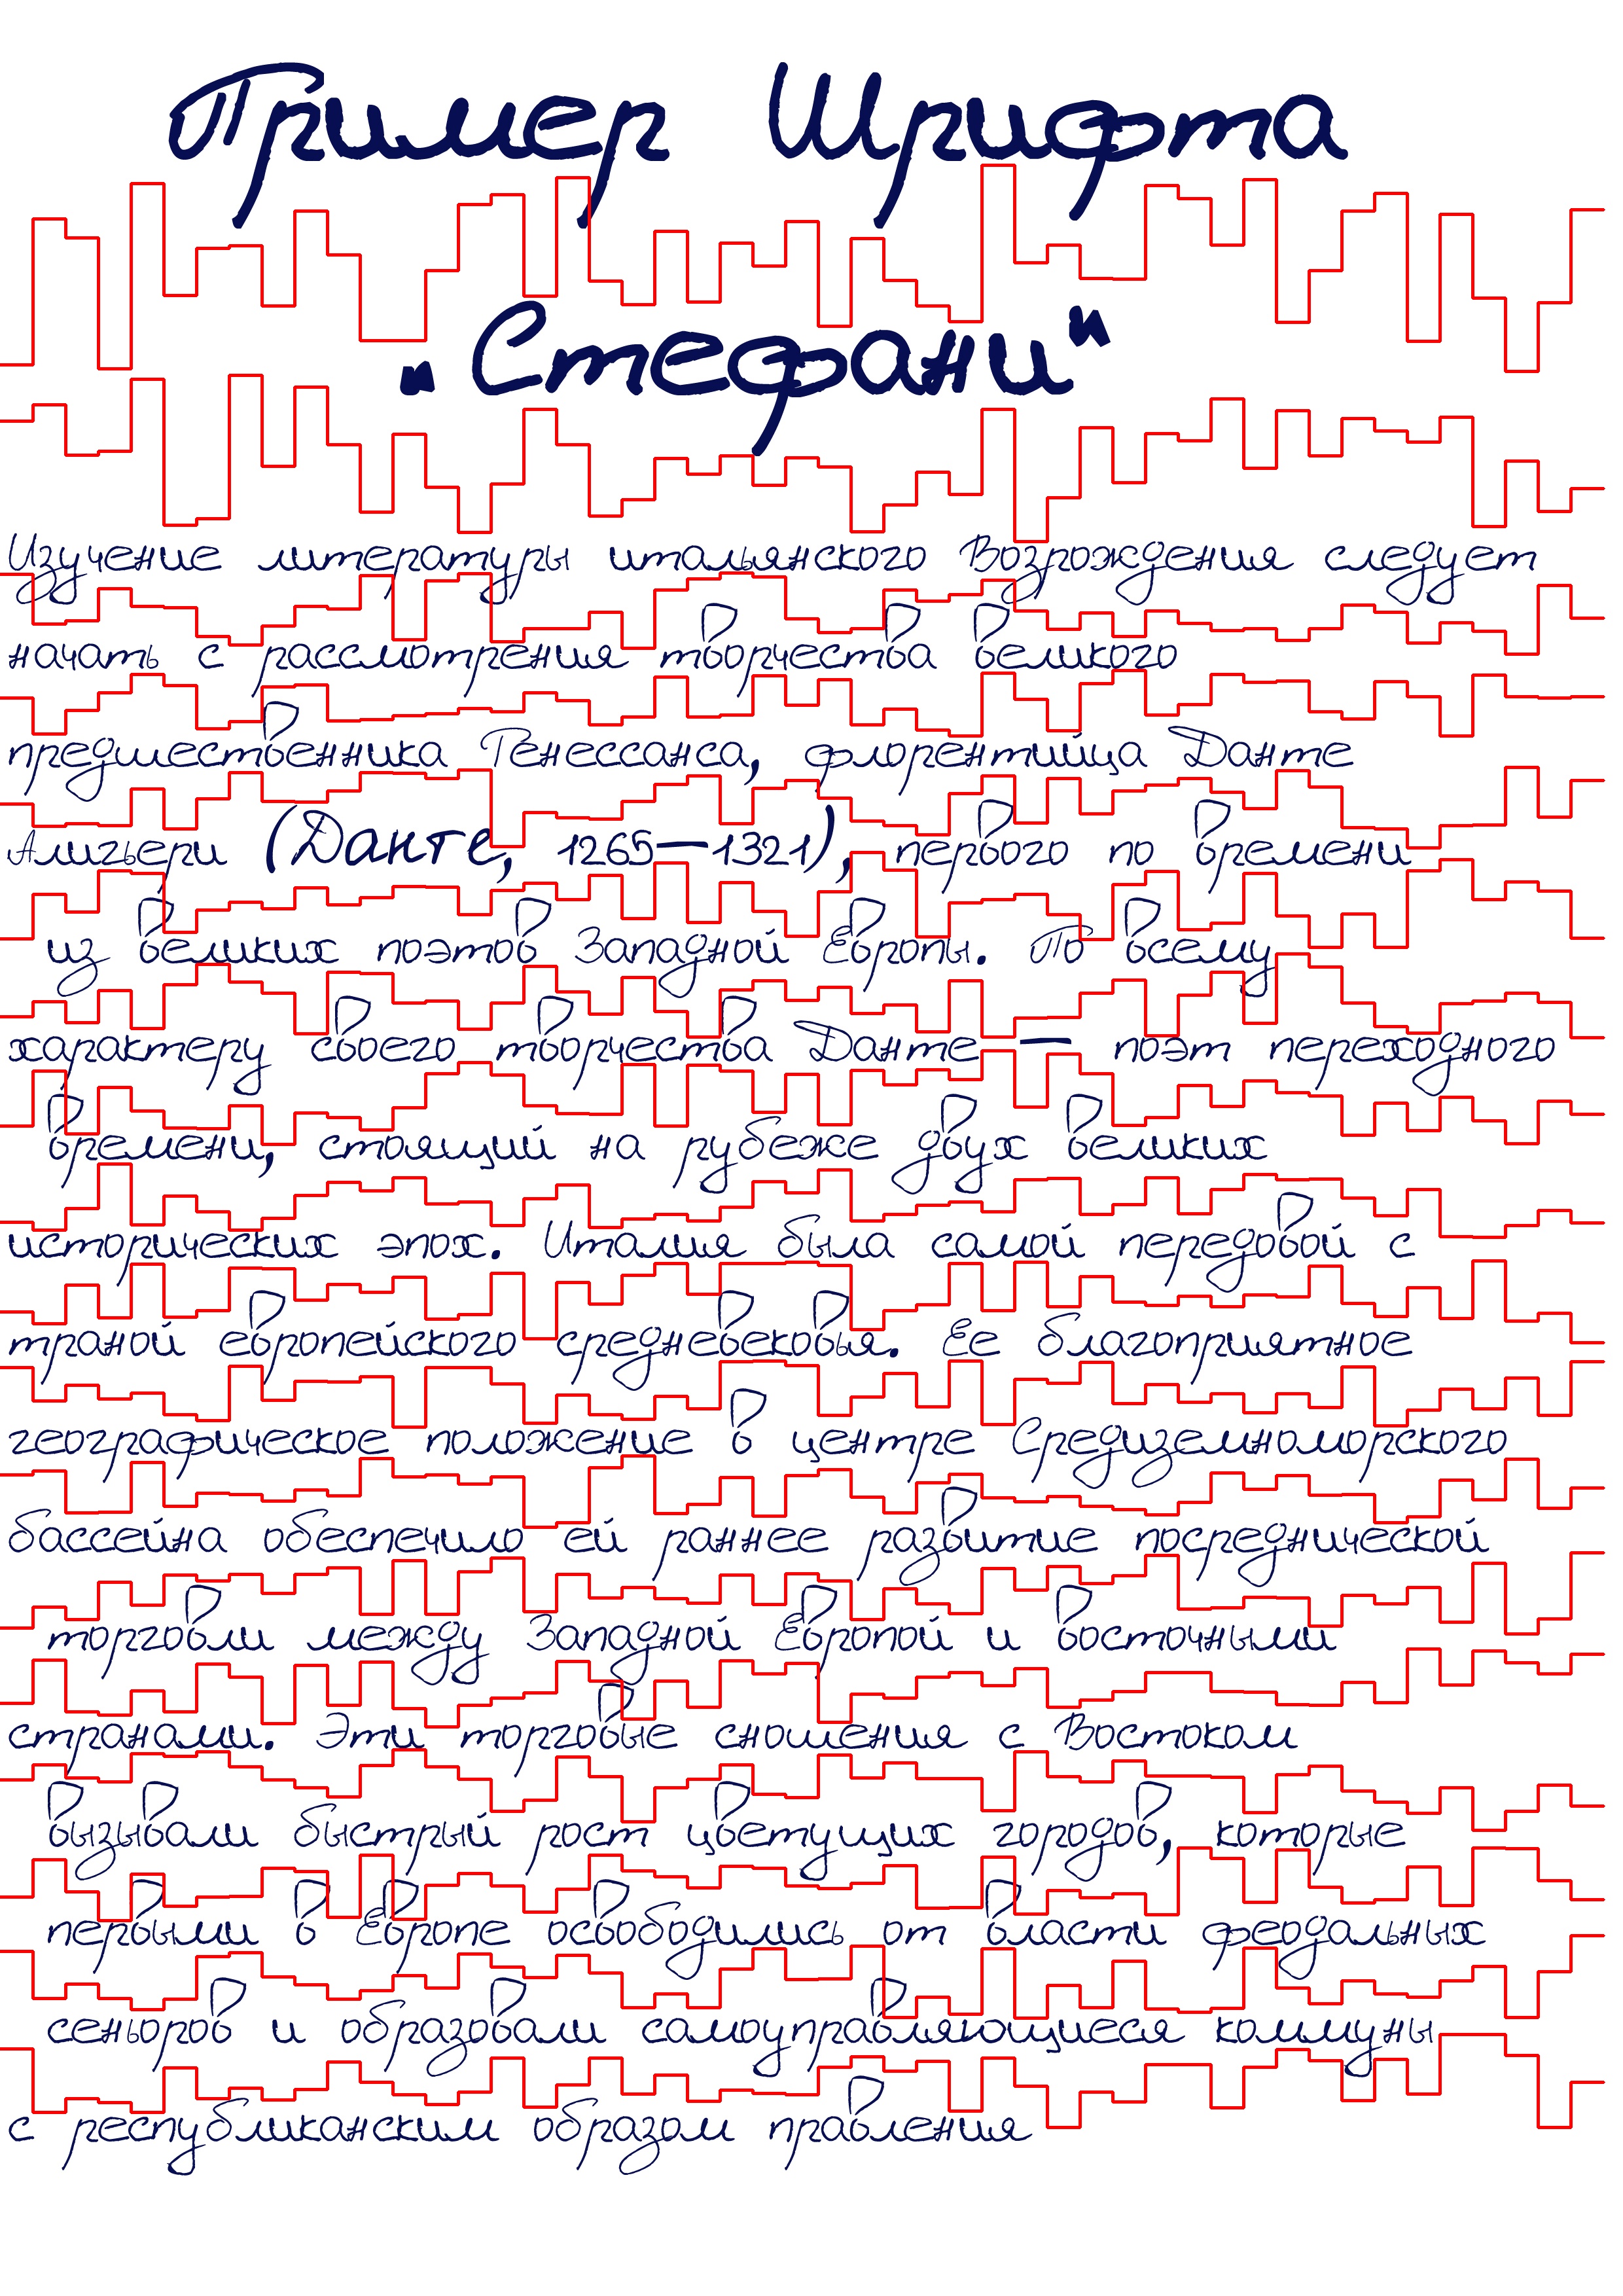 Пример Шрифта
„Стефани“
Изучение литературы итальянского Возрождения следует
начать с рассмотрения творчества великого
предшественника Ренессанса, флорентийца Данте
Алигьери (Данте, 1265—1321), первого по времени
из великих поэтов Западной Европы. По всему
характеру своего творчества Данте — поэт переходного
времени, стоящий на рубеже двух великих
исторических эпох. Италия была самой передовой с
траной европейского средневековья. Ее благоприятное
географическое положение в центре Средиземноморского
бассейна обеспечило ей раннее развитие посреднической
торговли между Западной Европой и восточными
странами. Эти торговые сношения с Востоком
вызывали быстрый рост цветущих городов, которые
первыми в Европе освободились от власти феодальных
сеньоров и образовали самоуправляющиеся коммуны
с республиканским образом правления